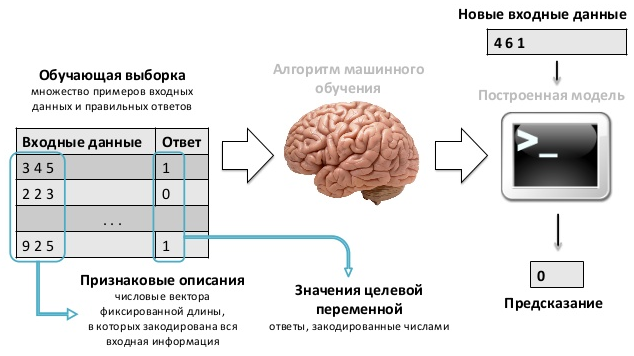 Новые входные данные
4 6 1
Обучающая выборка
множество примеров входных
данных и правильных ответов
Алгоритм машинного
обучения
Построенная модель
Входные данные Ответ
3 4 5 1
2 2 3 0
. . .
9 2 5 1
>_
Признаковые описания
числовые вектора
фиксированной длины,
в которых закодирована вся
входная информация
Значения целевой
переменной
ответы, закодированные числами
0
Предсказание